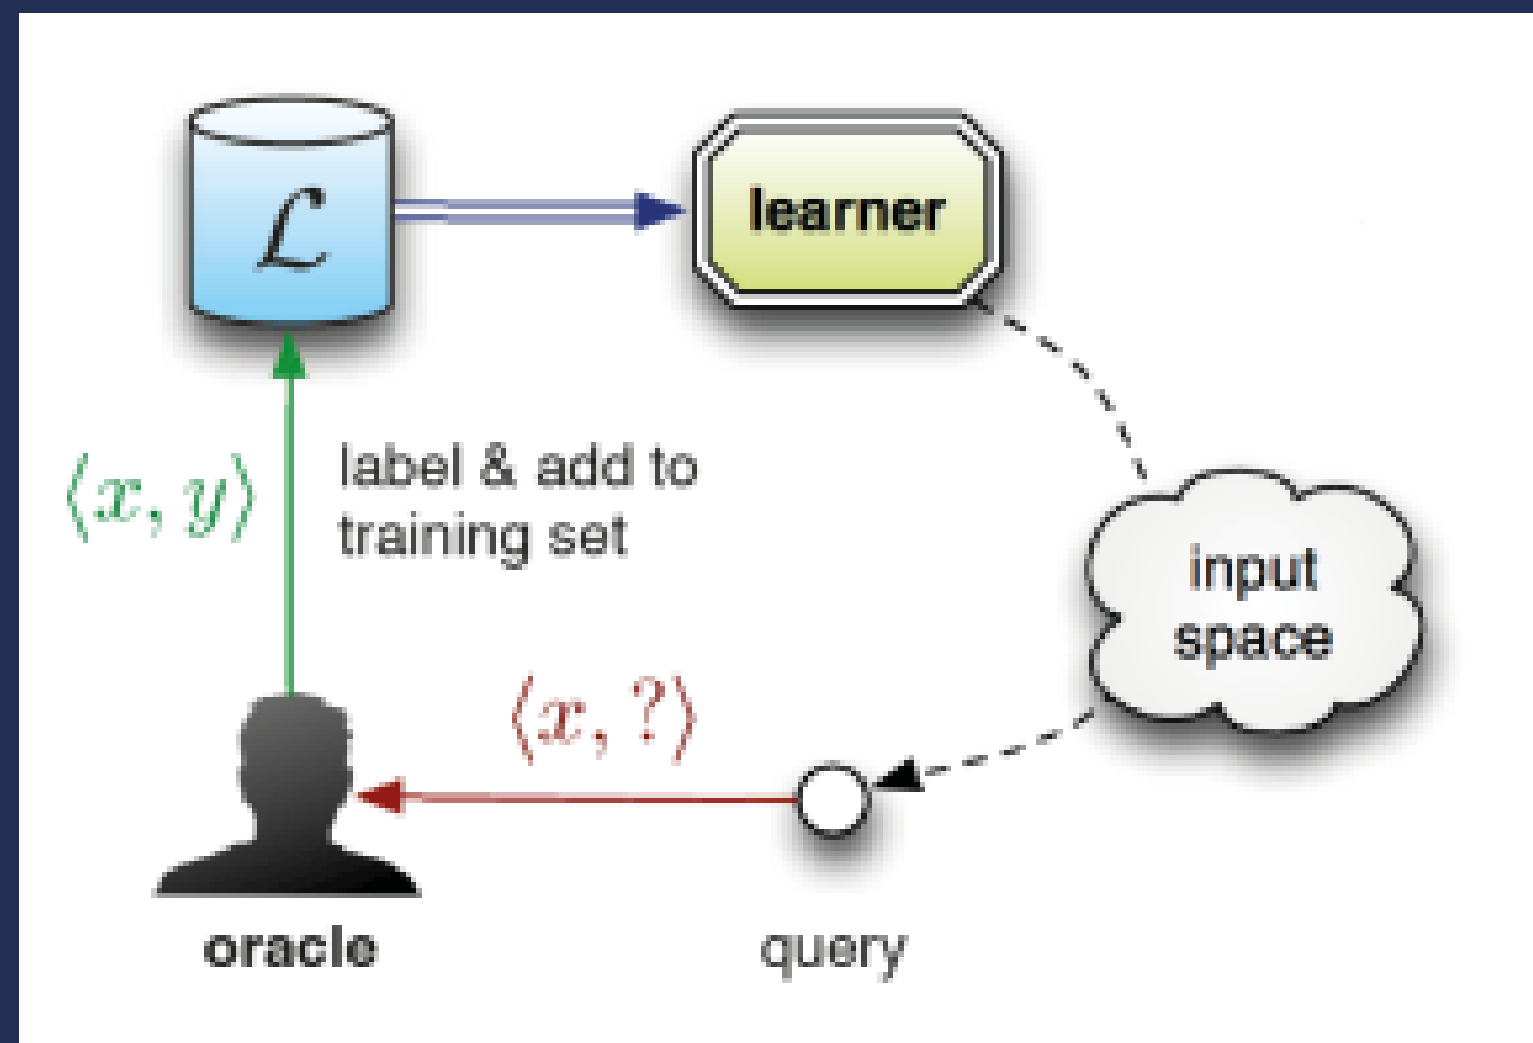 ℒ
learner
⟨x, y⟩
label & add to
training set
input
space
⟨x, ?⟩
oracle
query